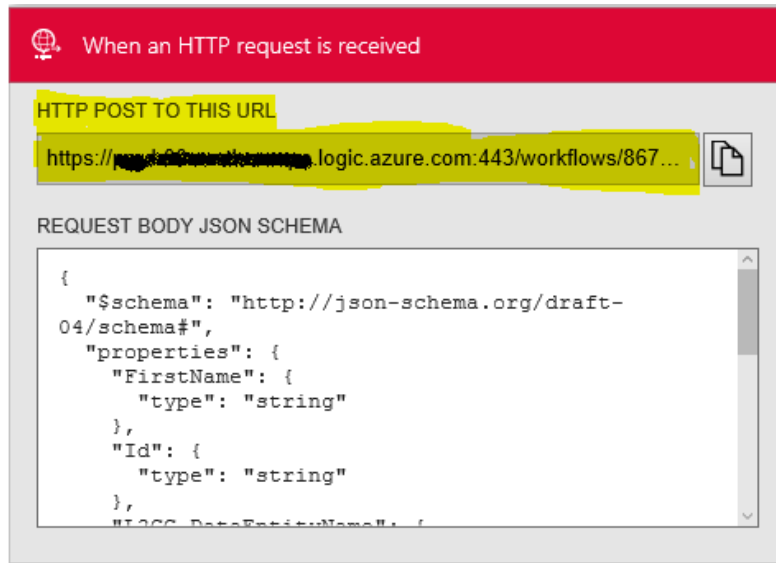 When an HTTP request is received
HTTP POST TO THIS URL
https://.logic.azure.com:443/workflows/867...
REQUEST BODY JSON SCHEMA
{
"$schema": "http://json-schema.org/draft-
04/schema#",
"properties": {
"FirstName": {
"type": "string"
},
"Id": {
"type": "string"
},